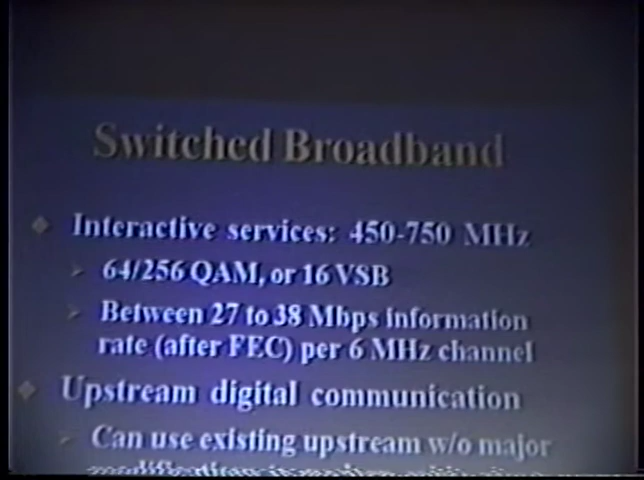 Switched Broadband
Interactive services: 450-750 MHz
64/256 QAM, or 16 VSB
Between 27 to 38 Mbps information
rate (after FEC) per 6 MHz channel
Upstream digital communication
Can use existing upstream w/o major